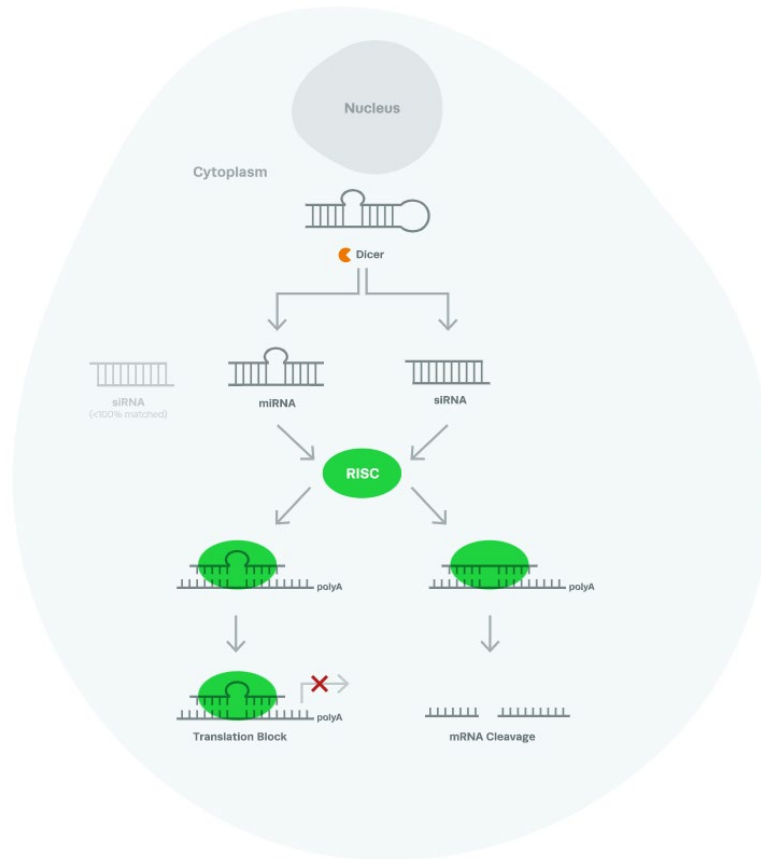 Nucleus
Cytoplasm
Dicer
siRNA
(<100% matched)
miRNA
siRNA
RISC
polyA
polyA
polyA
Translation Block
mRNA Cleavage